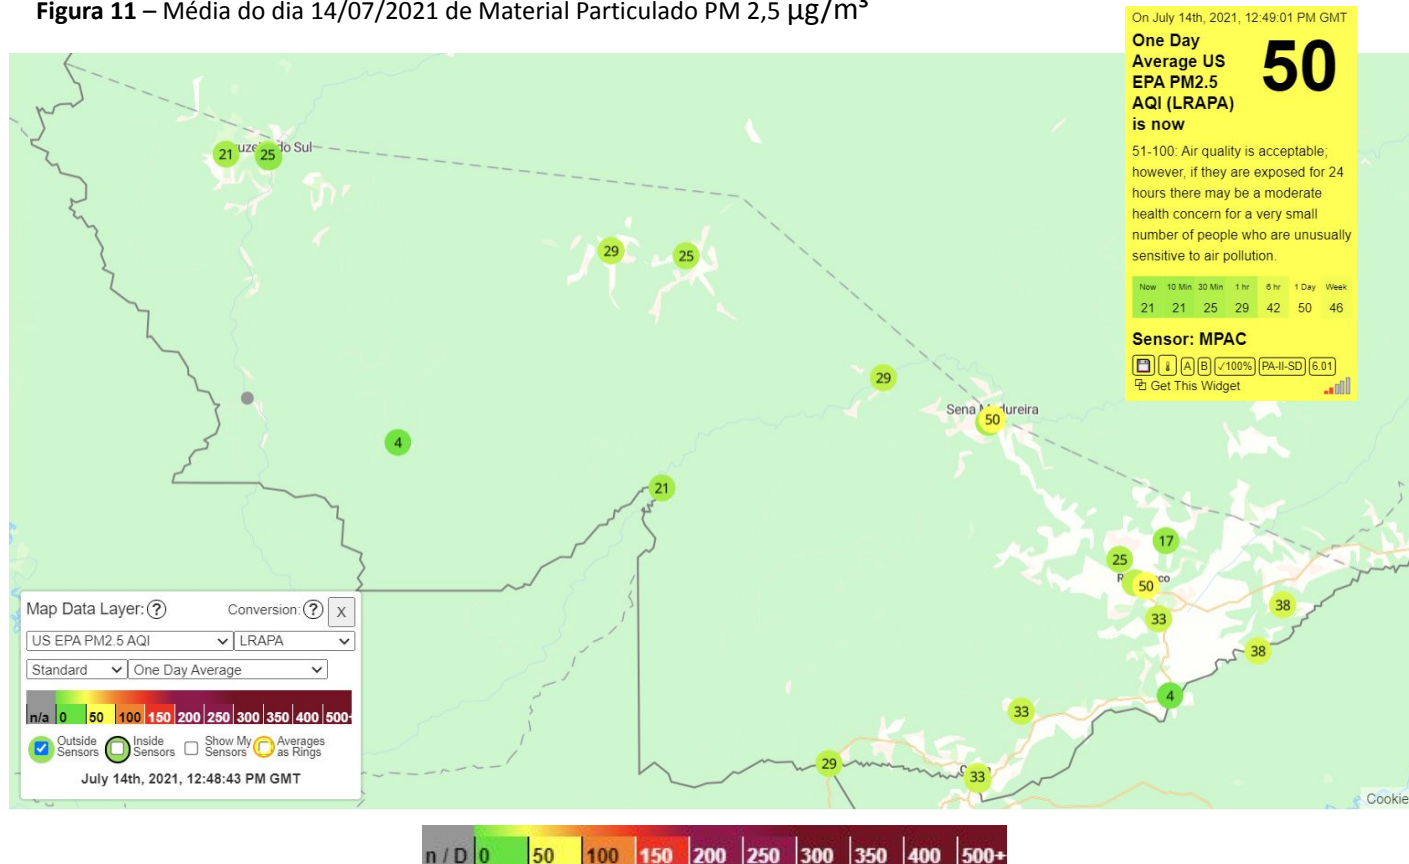 Figura 11 – Média do dia 14/07/2021 de Material Particulado PM 2,5 µg/m³
On July 14th, 2021, 12:49:01 PM GMT
One Day
Average US
EPA PM2.5
AQI (LRAPA)
is now
50
51-100: Air quality is acceptable;
however, if they are exposed for 24
hours there may be a moderate
health concern for a very small
number of people who are unusually
sensitive to air pollution.
Now 10 Min 30 Min 1 hr 6 hr 1 Day Week
21 21 25 29 42 50 46
Sensor: MPAC
A B ✓100% PA-II-SD 6.01
Get This Widget
21 25 do Sul
29 25
29
Sena
50
4
21
17
25
50
33
38
38
4
33
29
33
Map Data Layer: ? Conversion: ? X
US EPA PM2.5 AQI LRAPA
Standard One Day Average
n/a 0 50 100 150 200 250 300 350 400 500+
Outside Sensors Inside Sensors Show My Sensors Averages as Rings
July 14th, 2021, 12:48:43 PM GMT
Cookie
n / D 0 50 100 150 200 250 300 350 400 500+